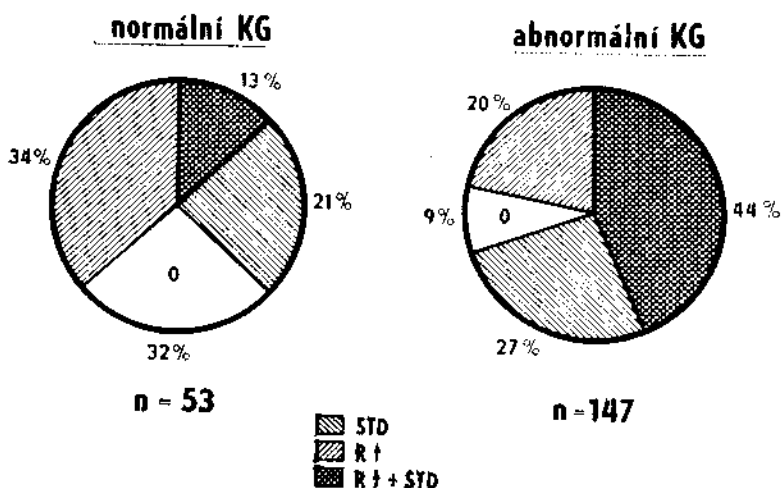 normální KG
abnormální KG
13%
34%
21%
0
32%
n = 53
20%
9%
0
44%
27%
n=147
STD
R↑
R↑ + STD